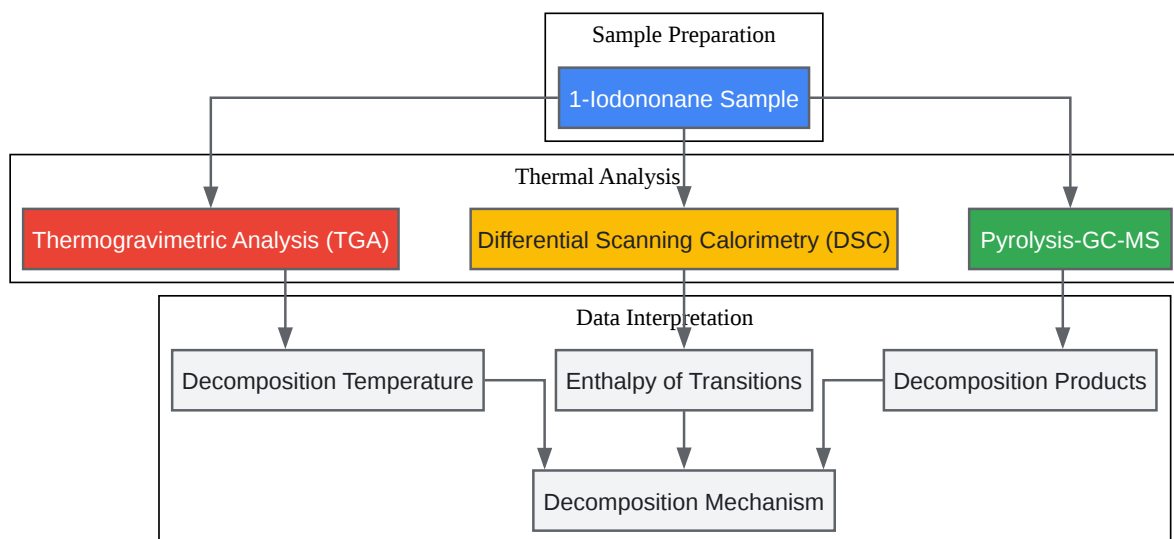 Sample Preparation
1-Iodononane Sample
Thermal Analysis
Thermogravimetric Analysis (TGA)
Differential Scanning Calorimetry (DSC)
Pyrolysis-GC-MS
Data Interpretation
Decomposition Temperature
Enthalpy of Transitions
Decomposition Products
Decomposition Mechanism